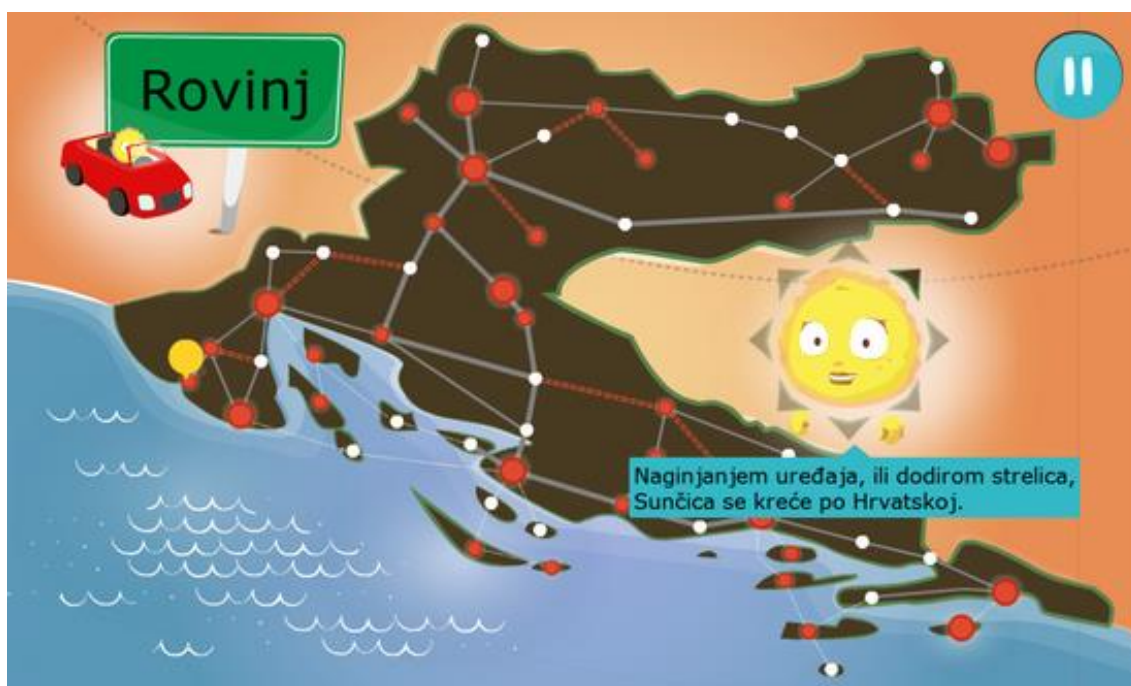 Rovinj
Naginjanjem uređaja, ili dodirom strelica,
Sunčica se kreće po Hrvatskoj.